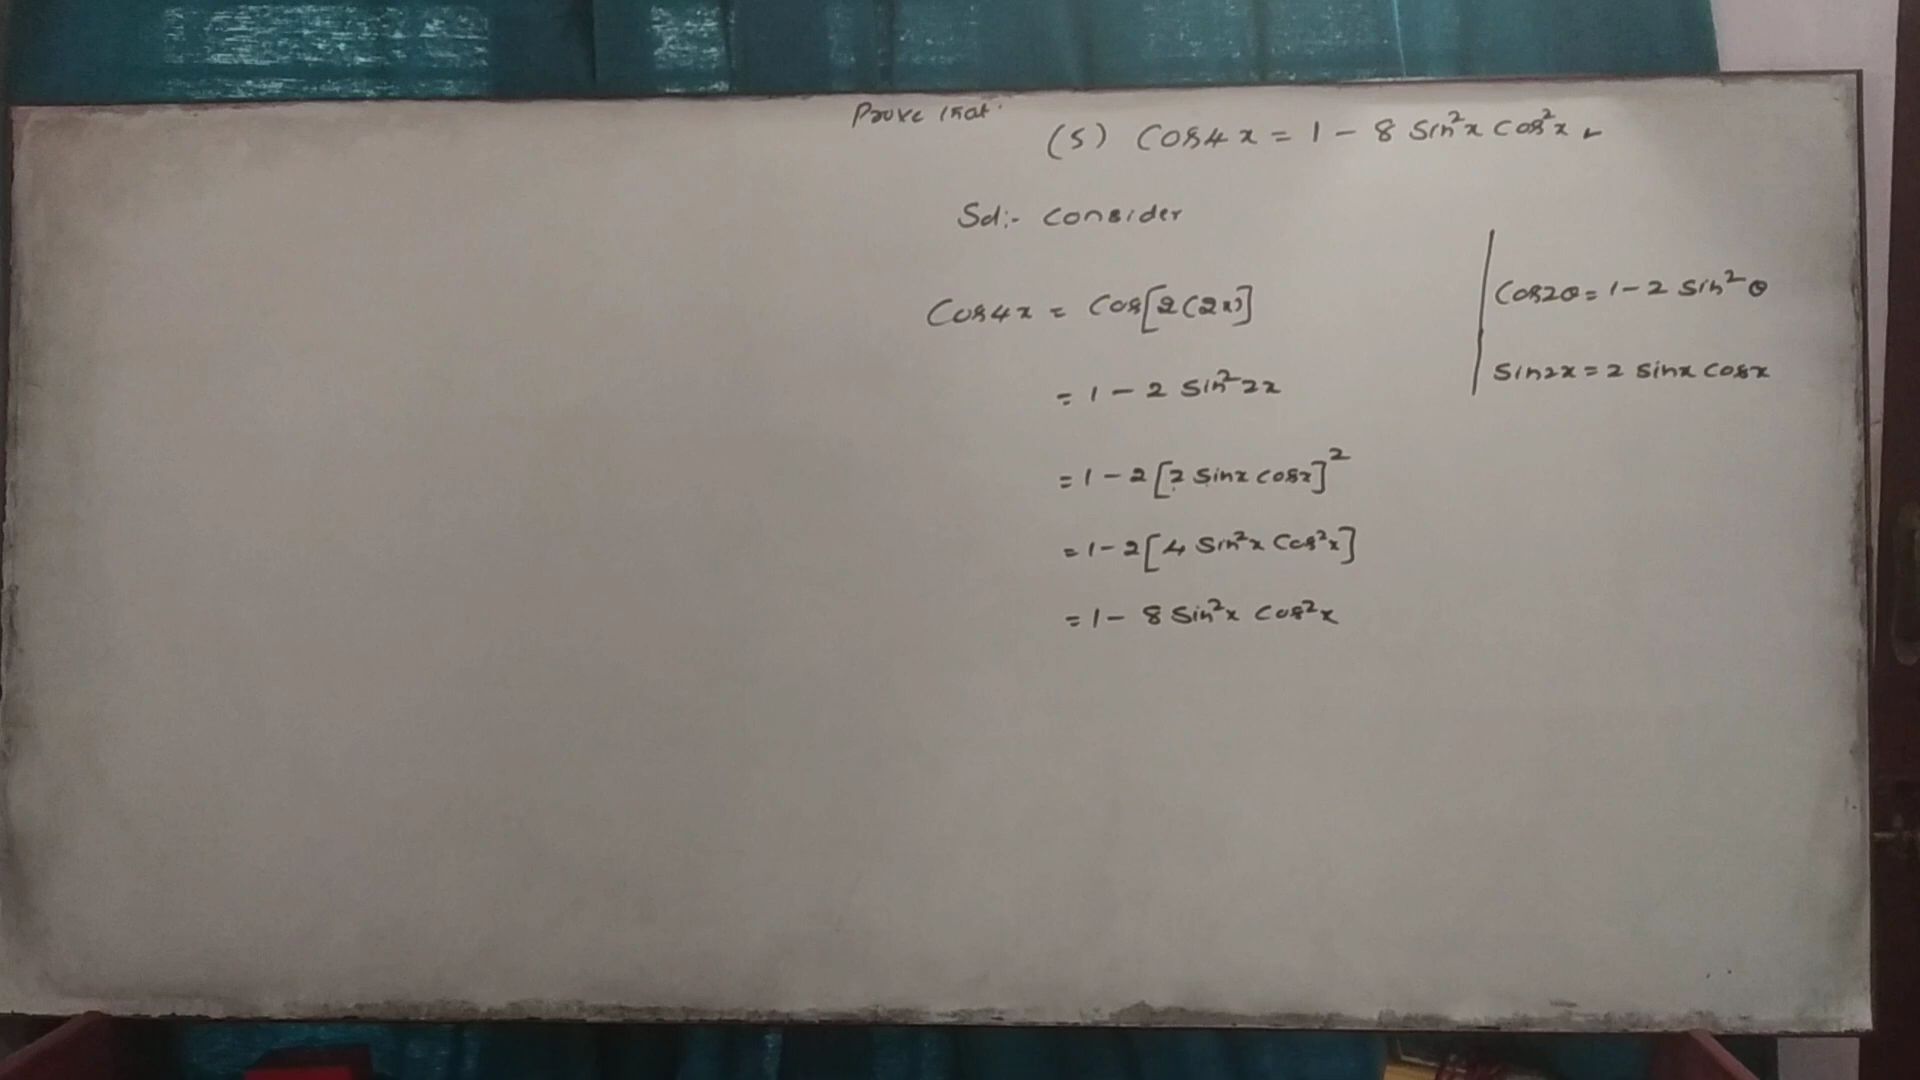 Prove that.
(5) Cos4x = 1 - 8 Sin²x Cos²x
Sol:- Consider
Cos4x = Cos[2(2x)]
= 1 - 2 Sin²2x
= 1 - 2[2 Sinx Cosx]²
= 1 - 2[4 Sin²x Cos²x]
= 1 - 8 Sin²x Cos²x
Cos2θ = 1 - 2 Sin²θ
Sin2x = 2 Sinx Cosx